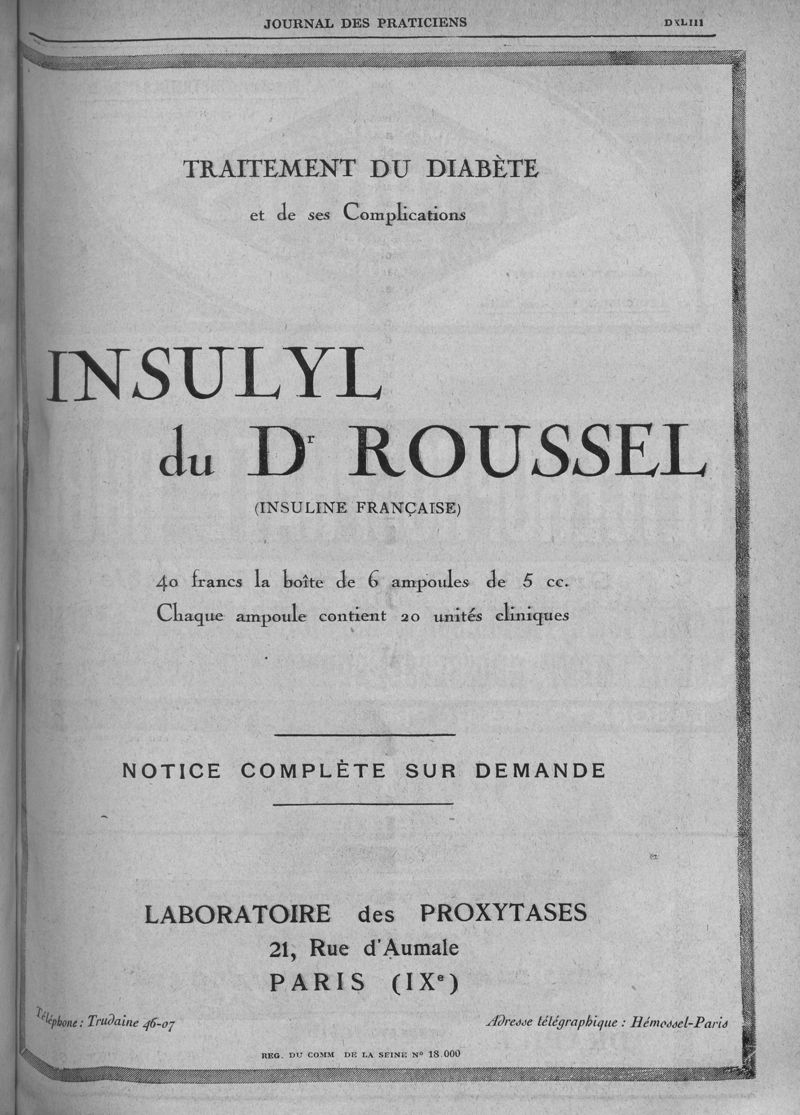 JOURNAL DES PRATICIENS DXLIII
TRAITEMENT DU DIABÈTE
et de ses Complications
INSULYL
du Dr ROUSSEL
(INSULINE FRANÇAISE)
40 francs la boîte de 6 ampoules de 5 cc.
Chaque ampoule contient 20 unités cliniques
NOTICE COMPLÈTE SUR DEMANDE
LABORATOIRE des PROXYTASES
21, Rue d'Aumale
PARIS (IXe)
Téléphone : Trudaine 46-07 Adresse télégraphique : Hémossel-Paris
REG. DU COMM DE LA SEINE N° 18.000